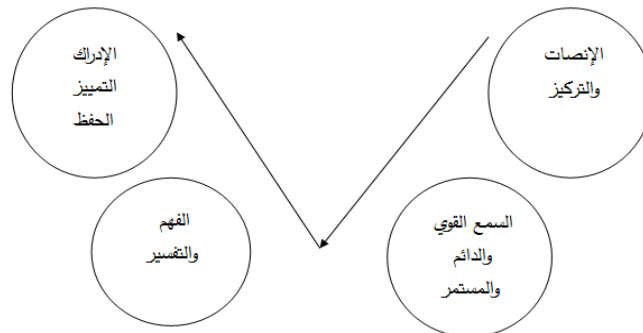 الإنصات
والتركيز
السمع القوي
والدائم
والمستمر
الفهم
والتفسير
الإدراك
التمييز
الحفظ